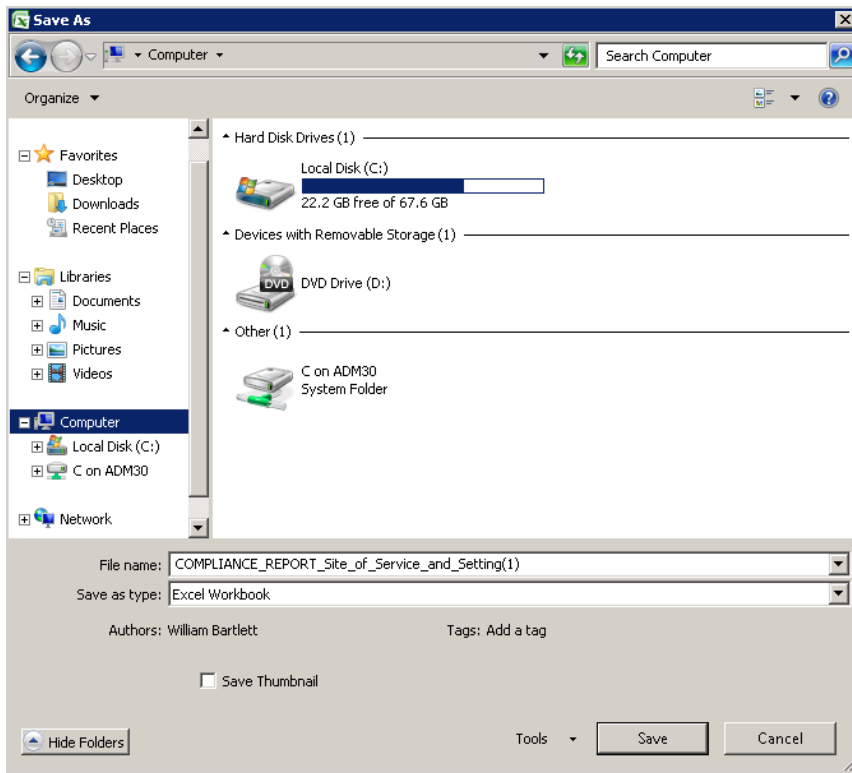 Save As
Computer
Search Computer
Organize
Favorites
Desktop
Downloads
Recent Places
Libraries
Documents
Music
Pictures
Videos
Computer
Local Disk (C:)
C on ADM30
Network
Hard Disk Drives (1)
Local Disk (C:)
22.2 GB free of 67.6 GB
Devices with Removable Storage (1)
DVD
DVD Drive (D:)
Other (1)
C on ADM30
System Folder
File name: COMPLIANCE_REPORT_Site_of_Service_and_Setting(1)
Save as type: Excel Workbook
Authors: William Bartlett Tags: Add a tag
Save Thumbnail
Hide Folders Tools Save Cancel